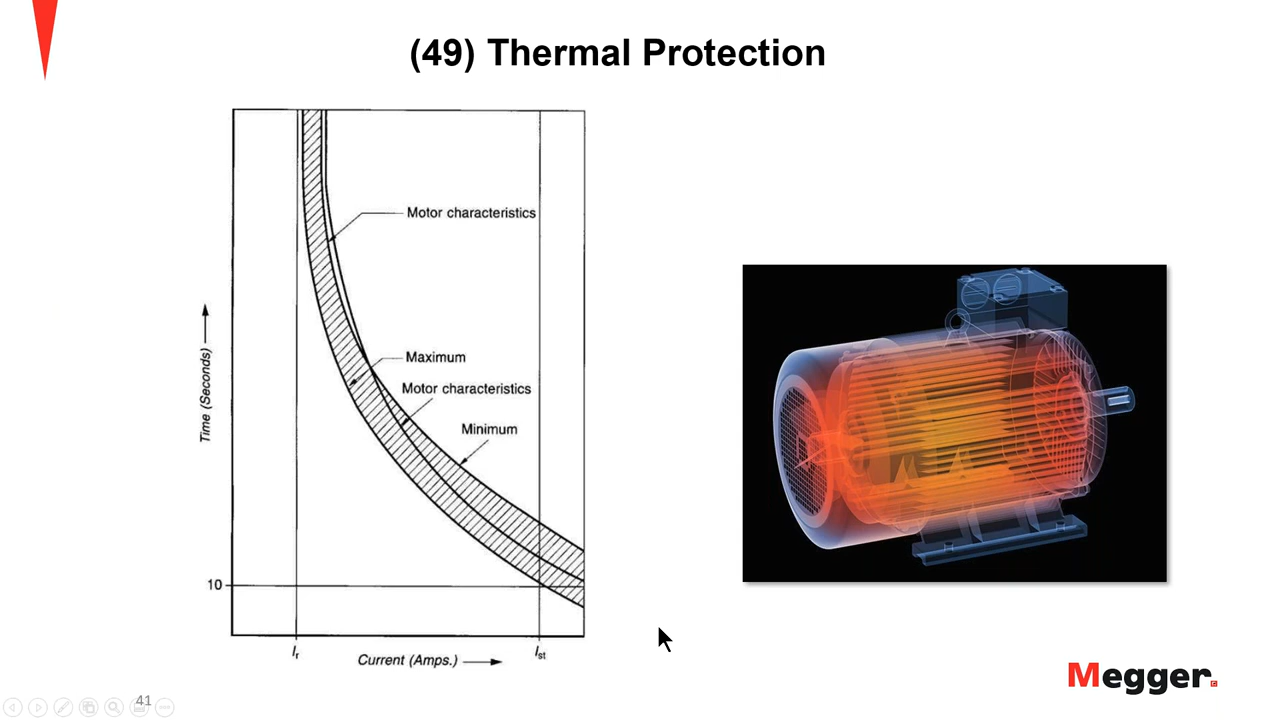 (49) Thermal Protection
Motor characteristics
Maximum
Motor characteristics
Minimum
Time (Seconds)
10
Ir
Ist
Current (Amps.)
Megger
41